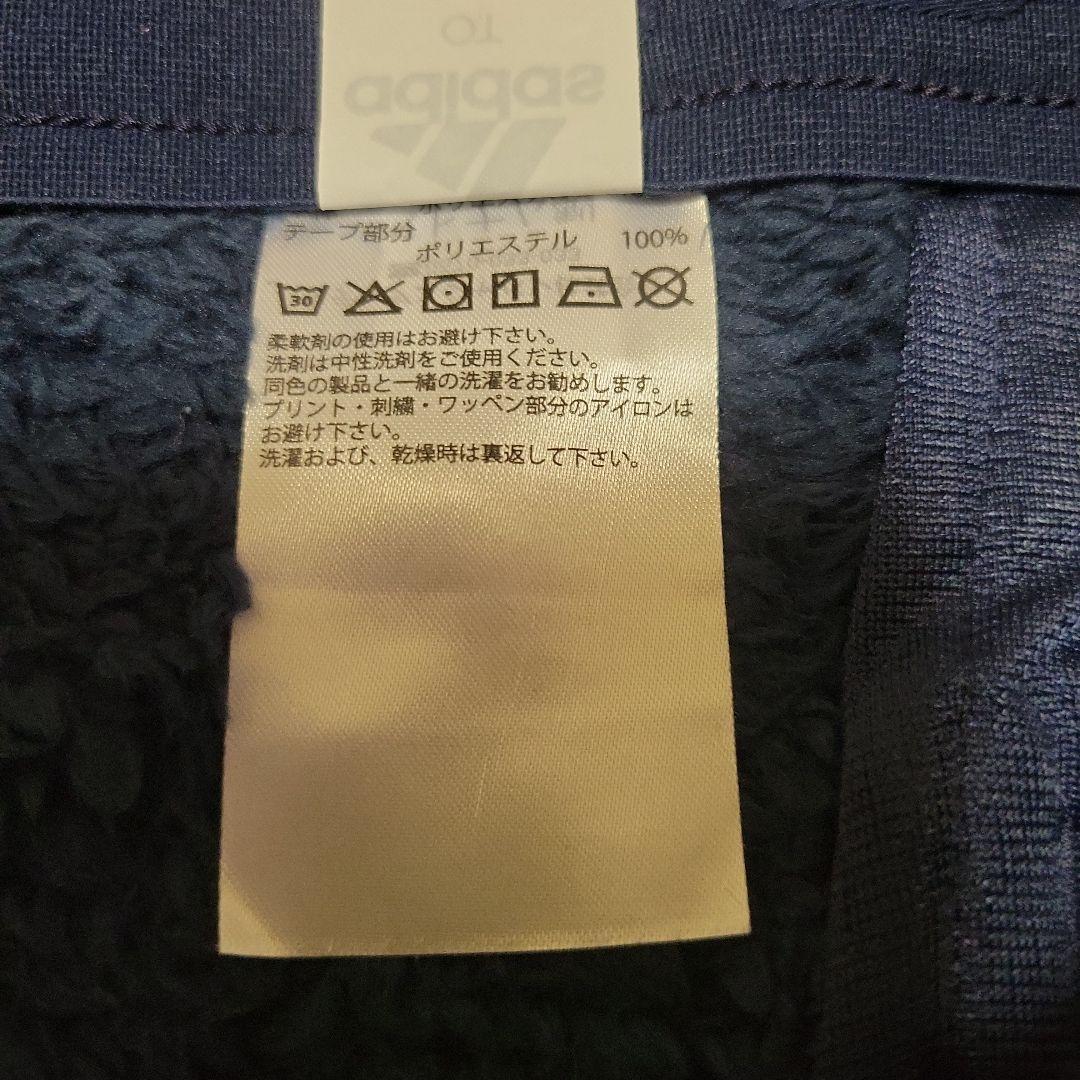 TO
adidas
テープ部分
ポリエステル 100%
30 1
柔軟剤の使用はお避け下さい。
洗剤は中性洗剤をご使用ください。
同色の製品と一緒の洗濯をお勧めします。
プリント・刺繍・ワッペン部分のアイロンは
お避け下さい。
洗濯および、乾燥時は裏返して下さい。